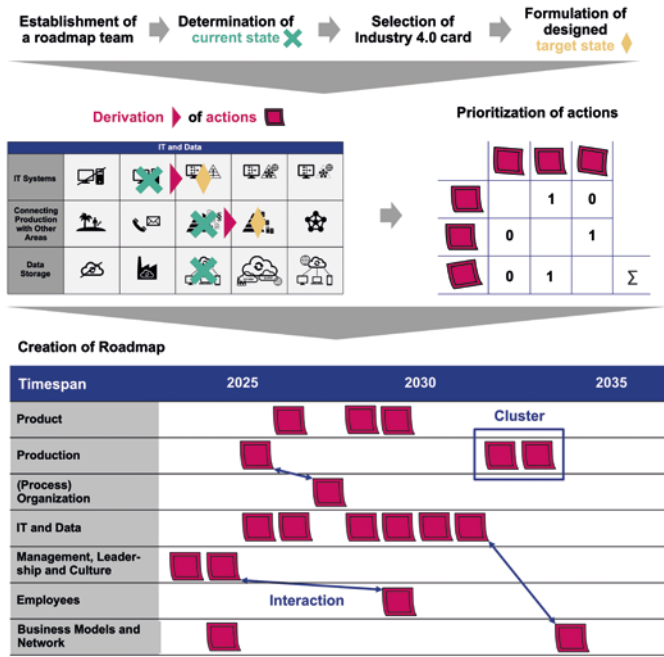 Establishment of
a roadmap team
Determination of
current state
Selection of
Industry 4.0 card
Formulation of
designed
target state
Derivation of actions
IT and Data
IT Systems
Connecting
Production
with Other
Areas
Data
Storage
Prioritization of actions
1 0
0 1
0 1 Σ
Creation of Roadmap
Timespan 2025 2030 2035
Product
Cluster
Production
(Process)
Organization
IT and Data
Management, Leader-
ship and Culture
Employees
Interaction
Business Models and
Network